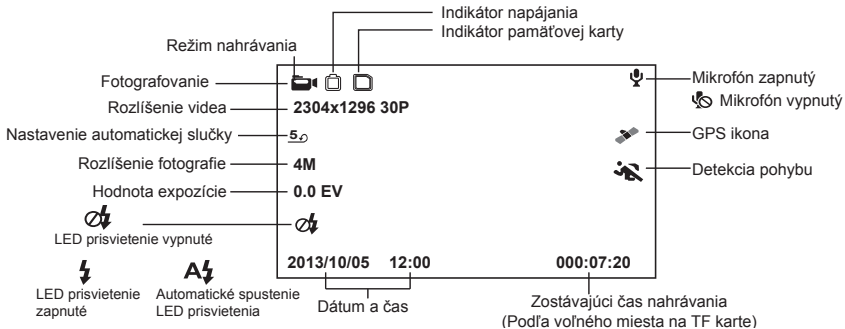 Indikátor napájania
Indikátor pamäťovej karty
Režim nahrávania
Fotografovanie
Mikrofón zapnutý
Mikrofón vypnutý
Rozlíšenie videa
2304x1296 30P
Nastavenie automatickej slučky
5
GPS ikona
Rozlíšenie fotografie
4M
Detekcia pohybu
Hodnota expozície
0.0 EV
LED prisvietenie vypnuté
A
2013/10/05 12:00 000:07:20
LED prisvietenie
zapnuté
Automatické spustenie
LED prisvietenia
Dátum a čas
Zostávajúci čas nahrávania
(Podľa voľného miesta na TF karte)